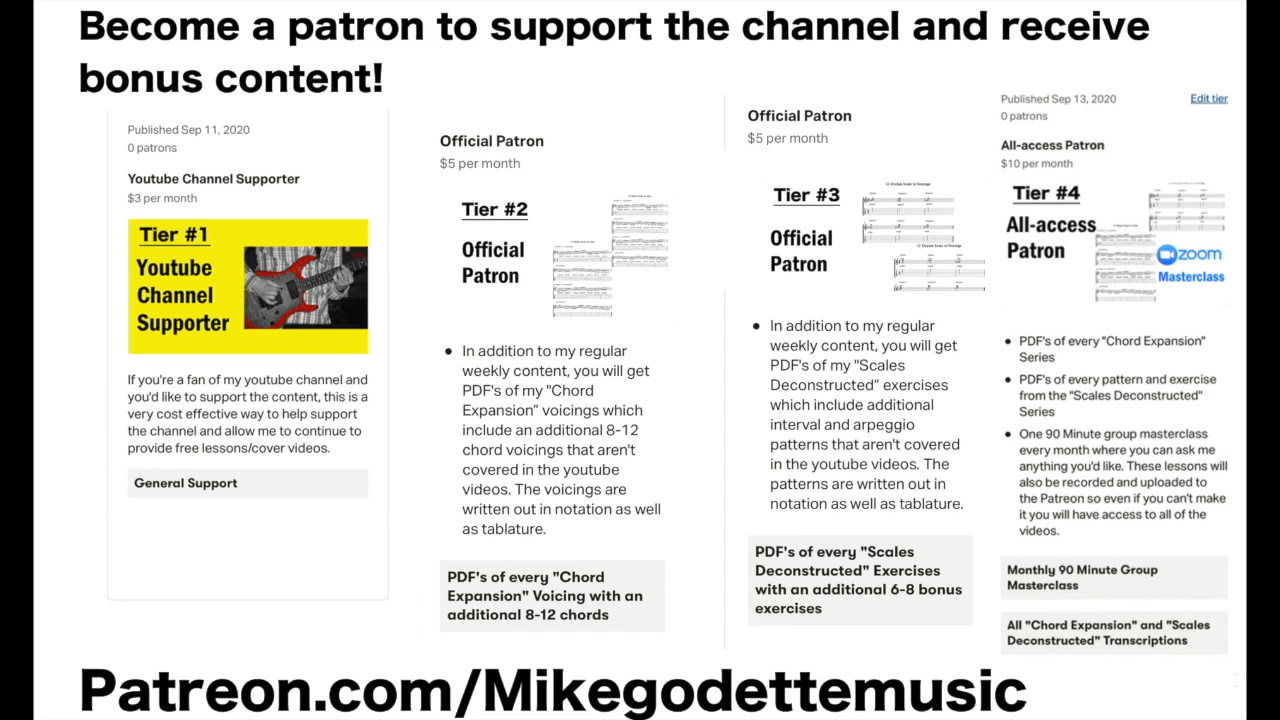 Become a patron to support the channel and receive
bonus content!
Published Sep 11, 2020
0 patrons
Youtube Channel Supporter
$3 per month
Tier #1
Youtube
Channel
Supporter
If you're a fan of my youtube channel and
you'd like to support the content, this is a
very cost effective way to help support
the channel and allow me to continue to
provide free lessons/cover videos.
General Support
Official Patron
$5 per month
Tier #2
Official
Patron
● In addition to my regular
weekly content, you will get
PDF's of my "Chord
Expansion" voicings which
include an additional 8-12
chord voicings that aren't
covered in the youtube
videos. The voicings are
written out in notation as well
as tablature.
PDF's of every "Chord
Expansion" Voicing with an
additional 8-12 chords
Official Patron
$5 per month
Tier #3
Official
Patron
● In addition to my regular
weekly content, you will get
PDF's of my "Scales
Deconstructed" exercises
which include additional
interval and arpeggio
patterns that aren't covered
in the youtube videos. The
patterns are written out in
notation as well as tablature.
PDF's of every "Scales
Deconstructed" Exercises
with an additional 6-8 bonus
exercises
Published Sep 13, 2020
Edit tier
0 patrons
All-access Patron
$10 per month
Tier #4
All-access
Patron
zoom
Masterclass
● PDF's of every "Chord Expansion"
Series
● PDF's of every pattern and exercise
from the "Scales Deconstructed"
Series
● One 90 Minute group masterclass
every month where you can ask me
anything you'd like. These lessons will
also be recorded and uploaded to
the Patreon so even if you can't make
it you will have access to all of the
videos.
Monthly 90 Minute Group
Masterclass
All "Chord Expansion" and "Scales
Deconstructed" Transcriptions
Patreon.com/Mikegodettemusic